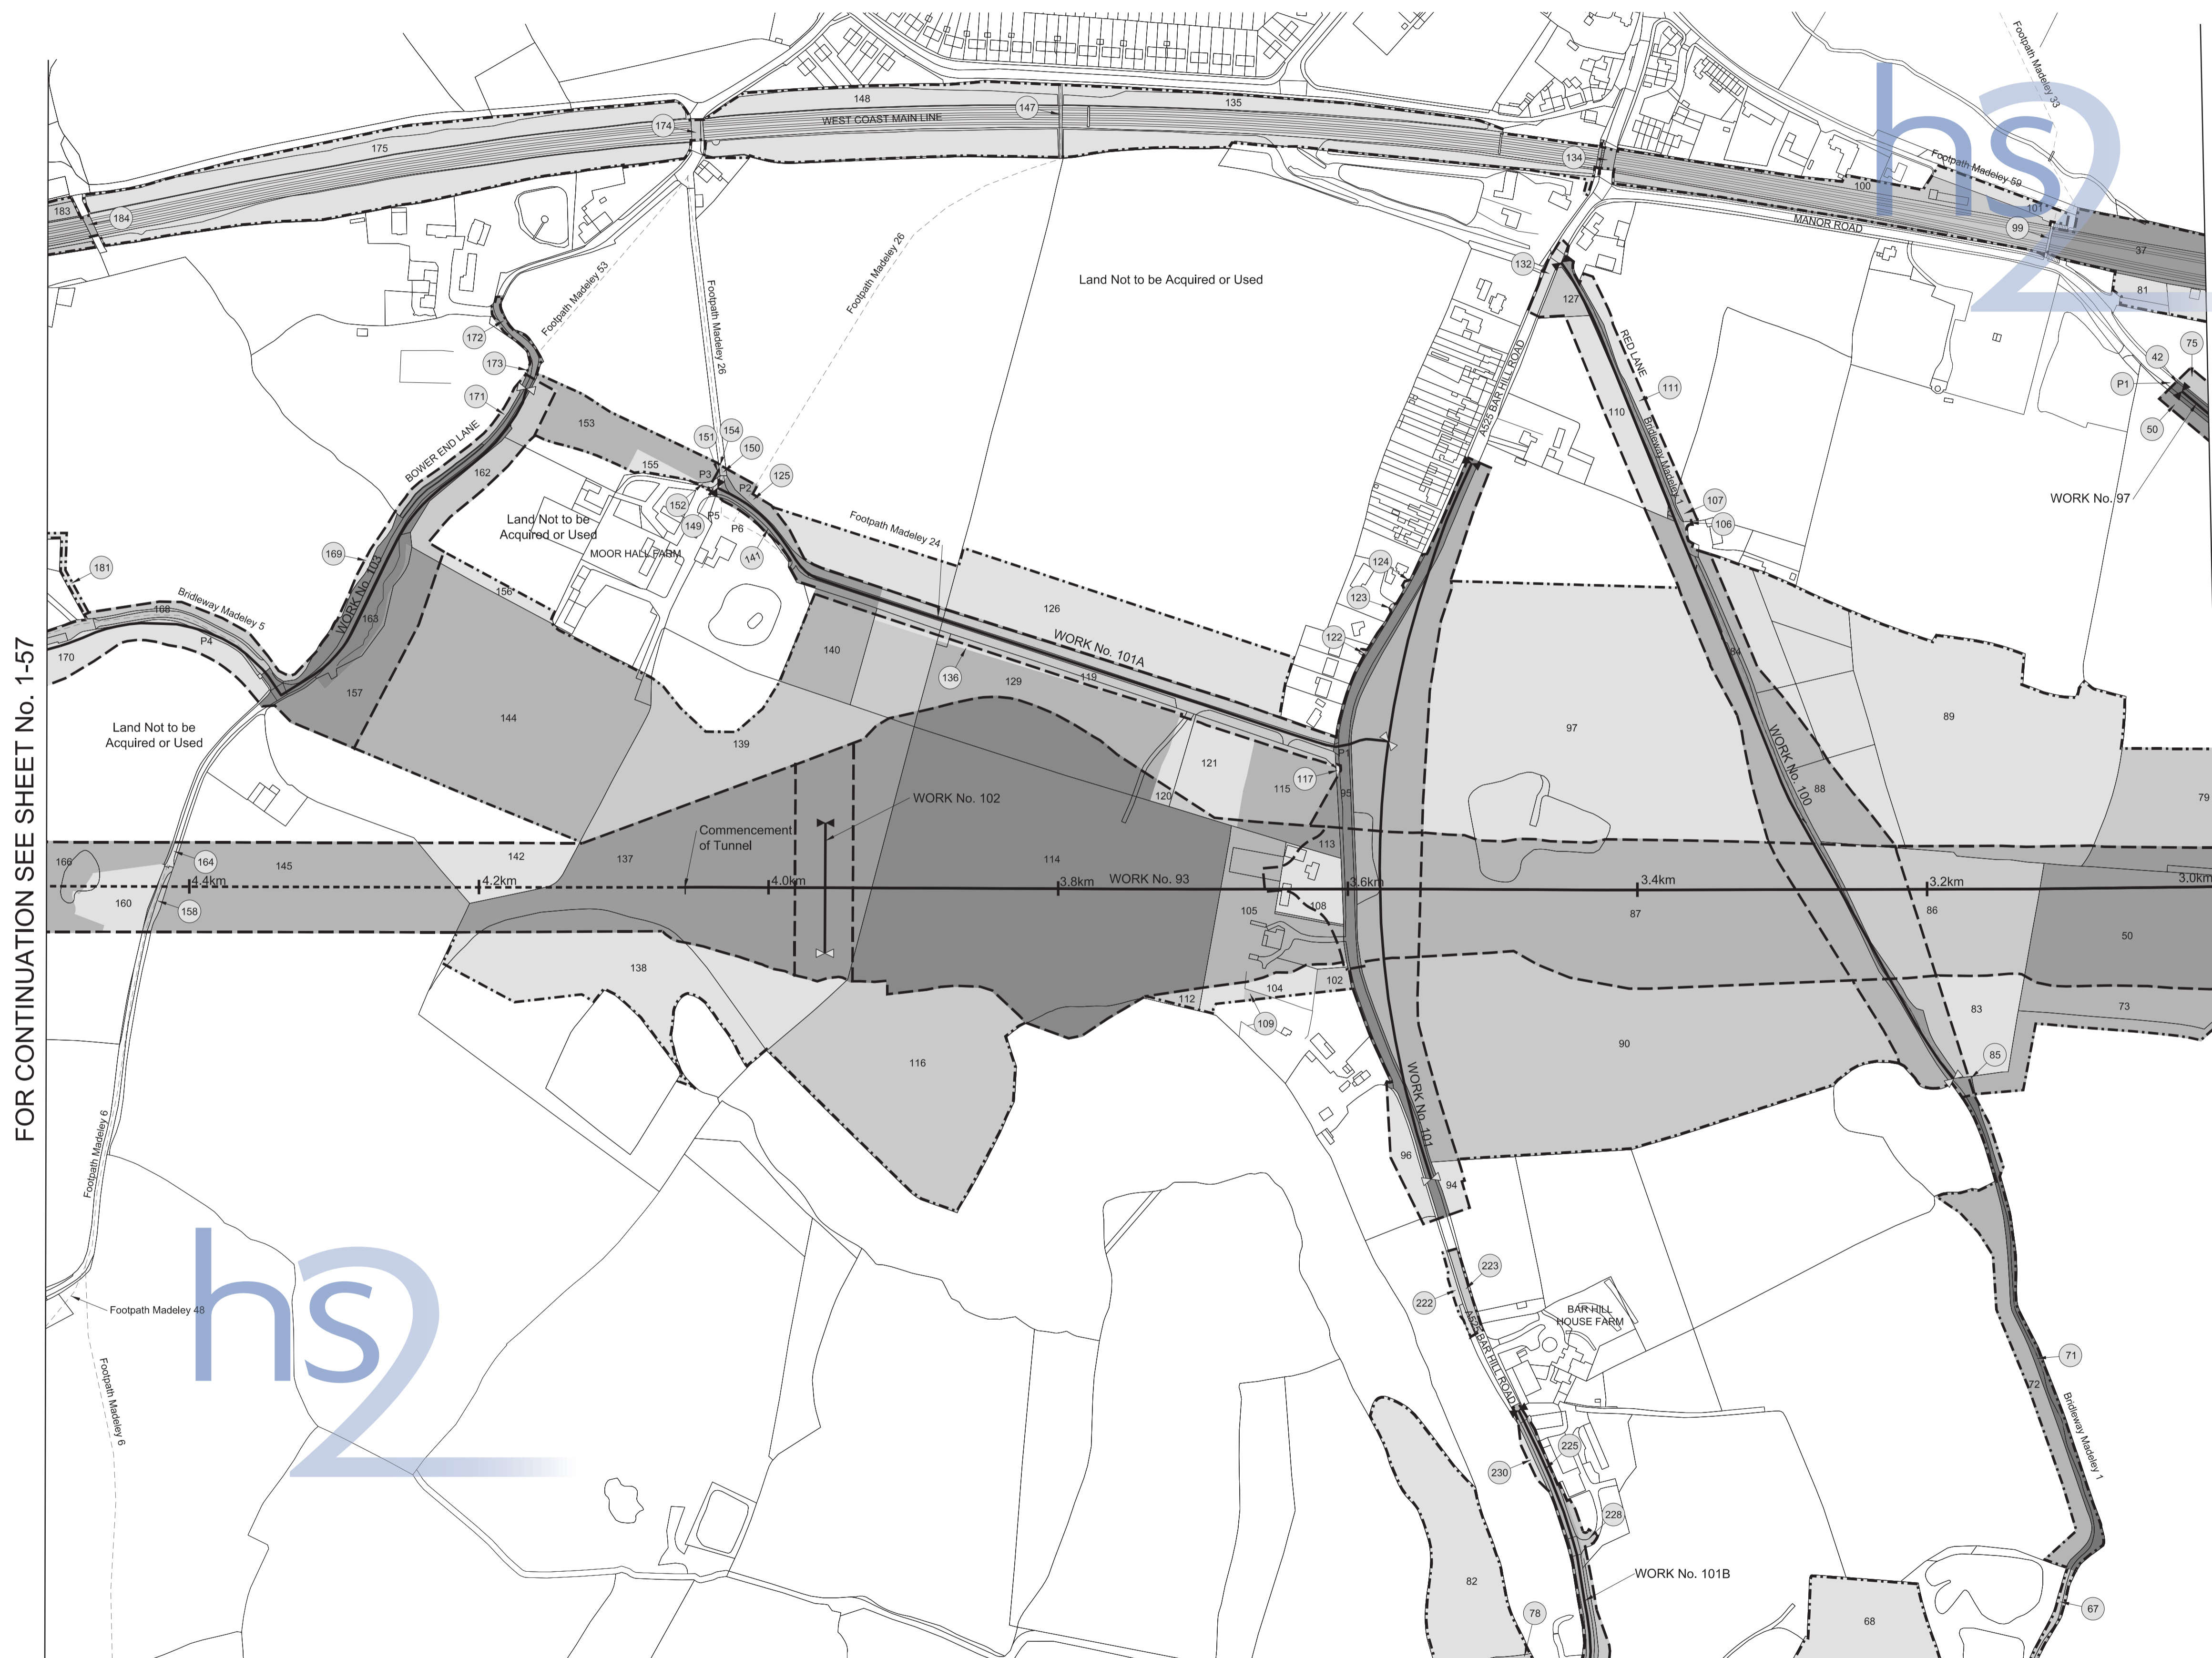 Footpath Madeley 33
148
147
135
WEST COAST MAIN LINE
174
175
134
Footpath Madeley 59
100
101
183
184
MANOR ROAD
99
37
132
Land Not to be Acquired or Used
81
127
Footpath Madeley 53
Footpath Madeley 26
Footpath Madeley 26
172
RED LANE
75
42
173
P1
A525 BAR HILL ROAD
111
171
110
50
153
151
154
150
BOWER END LANE
155
P3
125
162
P2
Bridleway Madeley 1
152
107
WORK No. 97
P5
Land Not to be
Acquired or Used
149
P6
Footpath Madeley 24
106
169
MOOR HALL FARM
141
124
181
WORK No. 103
156
123
Bridleway Madeley 5
168
126
163
122
P4
WORK No. 101A
170
140
84
136
119
129
157
144
89
Land Not to be
Acquired or Used
97
139
WORK No. 100
P1
121
117
115
95
88
79
120
WORK No. 102
Commencement
of Tunnel
113
166
164
145
142
137
114
4.4km
4.2km
4.0km
3.8km
WORK No. 93
3.6km
3.4km
3.2km
3.0km
160
158
105
108
87
86
50
138
104
102
112
109
83
73
116
90
85
WORK No. 101
FOR CONTINUATION SEE SHEET No. 1-57
Footpath Madeley 6
96
94
hs2
223
222
Footpath Madeley 48
BAR HILL
HOUSE FARM
A525 BAR HILL ROAD
71
72
Footpath Madeley 6
Bridleway Madeley 1
225
230
228
WORK No. 101B
82
78
68
67
hs2